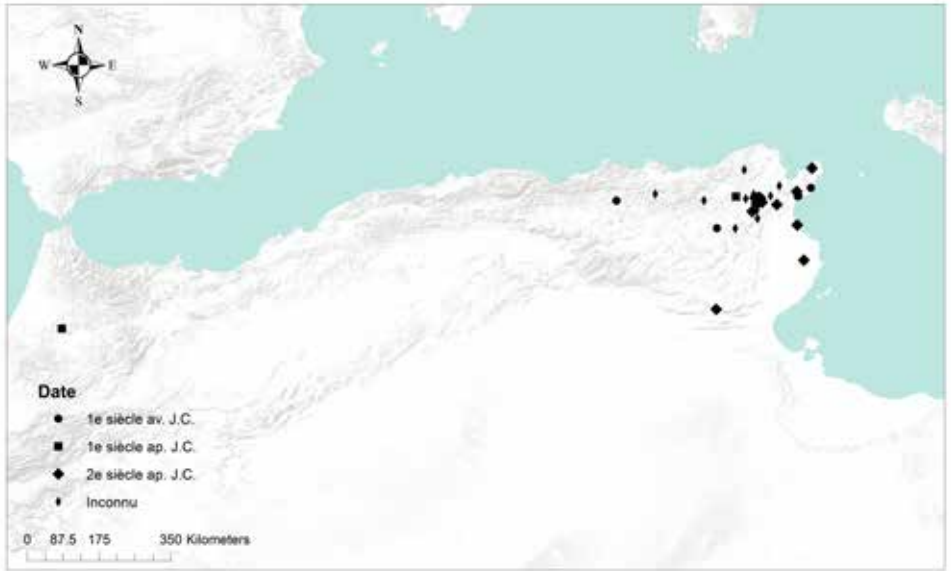 N
W E
S
Date
1e siècle av. J.C.
1e siècle ap. J.C.
2e siècle ap. J.C.
Inconnu
0 87.5 175 350 Kilometers